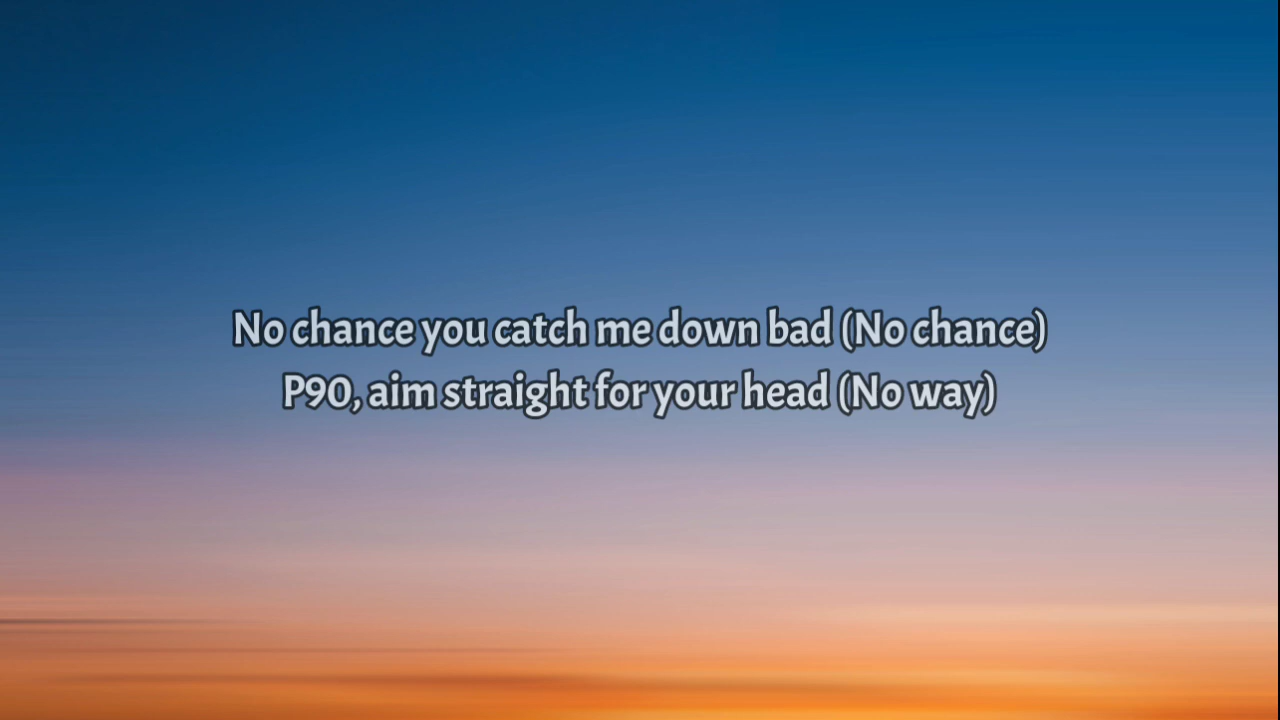 No chance you catch me down bad (No chance)
P90, aim straight for your head (No way)